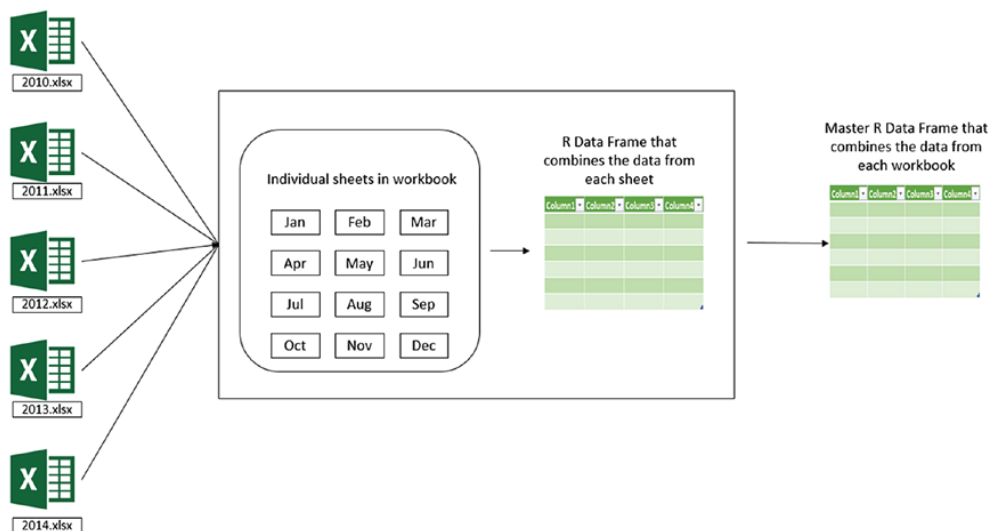 X
2010.xlsx
X
2011.xlsx
X
2012.xlsx
X
2013.xlsx
X
2014.xlsx
Individual sheets in workbook
Jan Feb Mar
Apr May Jun
Jul Aug Sep
Oct Nov Dec
R Data Frame that
combines the data from
each sheet
Column1 Column2 Column3 Column4
Master R Data Frame that
combines the data from
each workbook
Column1 Column2 Column3 Column4